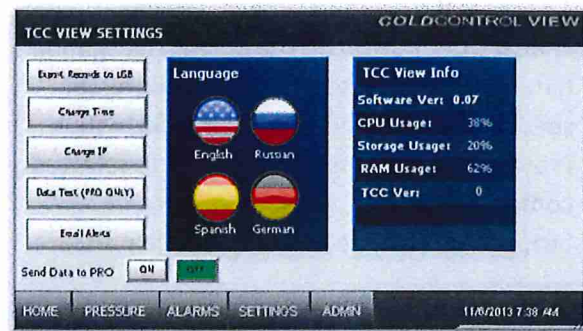 TCC VIEW SETTINGS
GOLDCONTROL VIEW
Export Records to USB
Change Time
Change IP
Data Test (PRO ONLY)
Email Alerts
Language
English
Russian
Spanish
German
TCC View Info
Software Ver: 0.07
CPU Usage: 38%
Storage Usage: 20%
RAM Usage: 62%
TCC Ver: 0
Send Data to PRO
ON
OFF
HOME
PRESSURE
ALARMS
SETTINGS
ADMIN
11/6/2013 7:38 AM